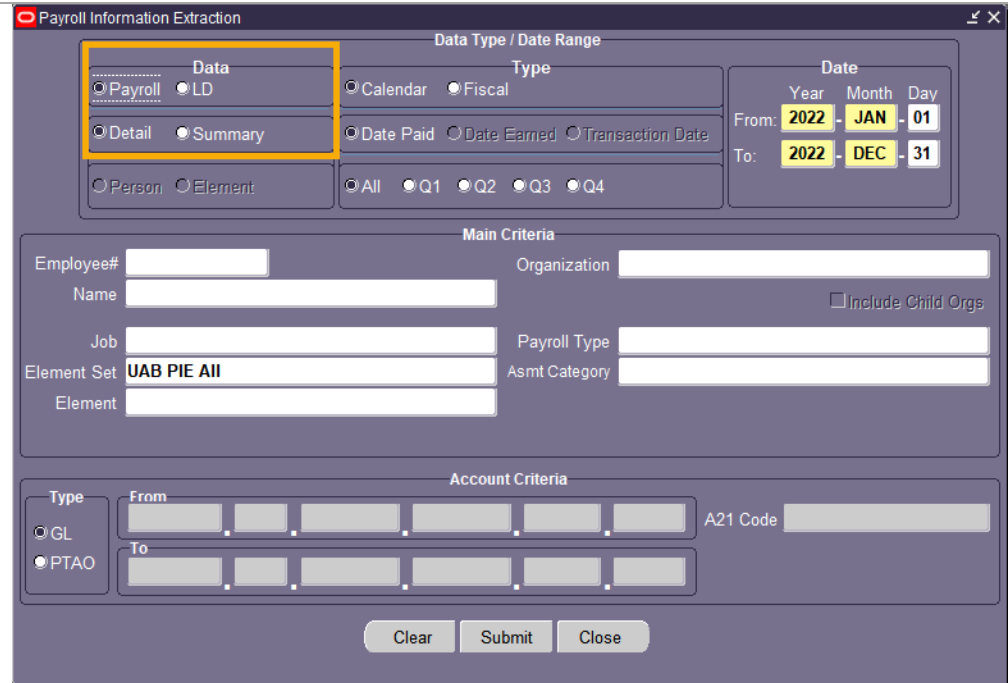 Payroll Information Extraction
Data Type / Date Range
Data
Payroll LD
Detail Summary
Person Element
Type
Calendar Fiscal
Date Paid Date Earned Transaction Date
All Q1 Q2 Q3 Q4
Date
Year Month Day
From: 2022 - JAN - 01
To: 2022 - DEC - 31
Main Criteria
Employee#
Name
Job
Element Set UAB PIE All
Element
Organization
Include Child Orgs
Payroll Type
Asmt Category
Account Criteria
Type
GL
PTAO
From
. . . . .
To
. . . . .
A21 Code
Clear Submit Close